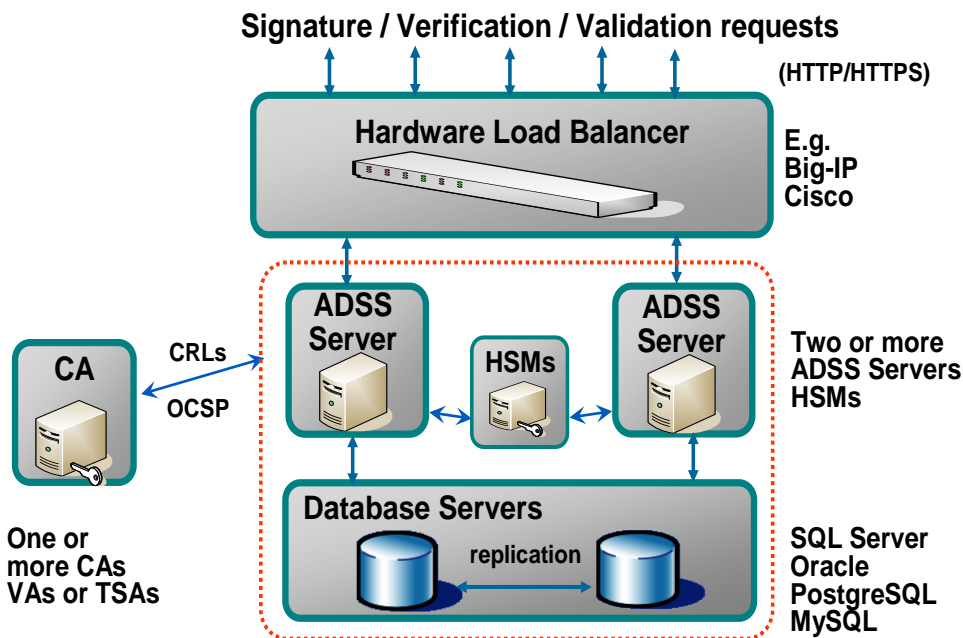 Signature / Verification / Validation requests
(HTTP/HTTPS)
Hardware Load Balancer
E.g.
Big-IP
Cisco
ADSS
Server
ADSS
Server
HSMs
Two or more
ADSS Servers
HSMs
CA
CRLs
OCSP
One or
more CAs
VAs or TSAs
Database Servers
replication
SQL Server
Oracle
PostgreSQL
MySQL